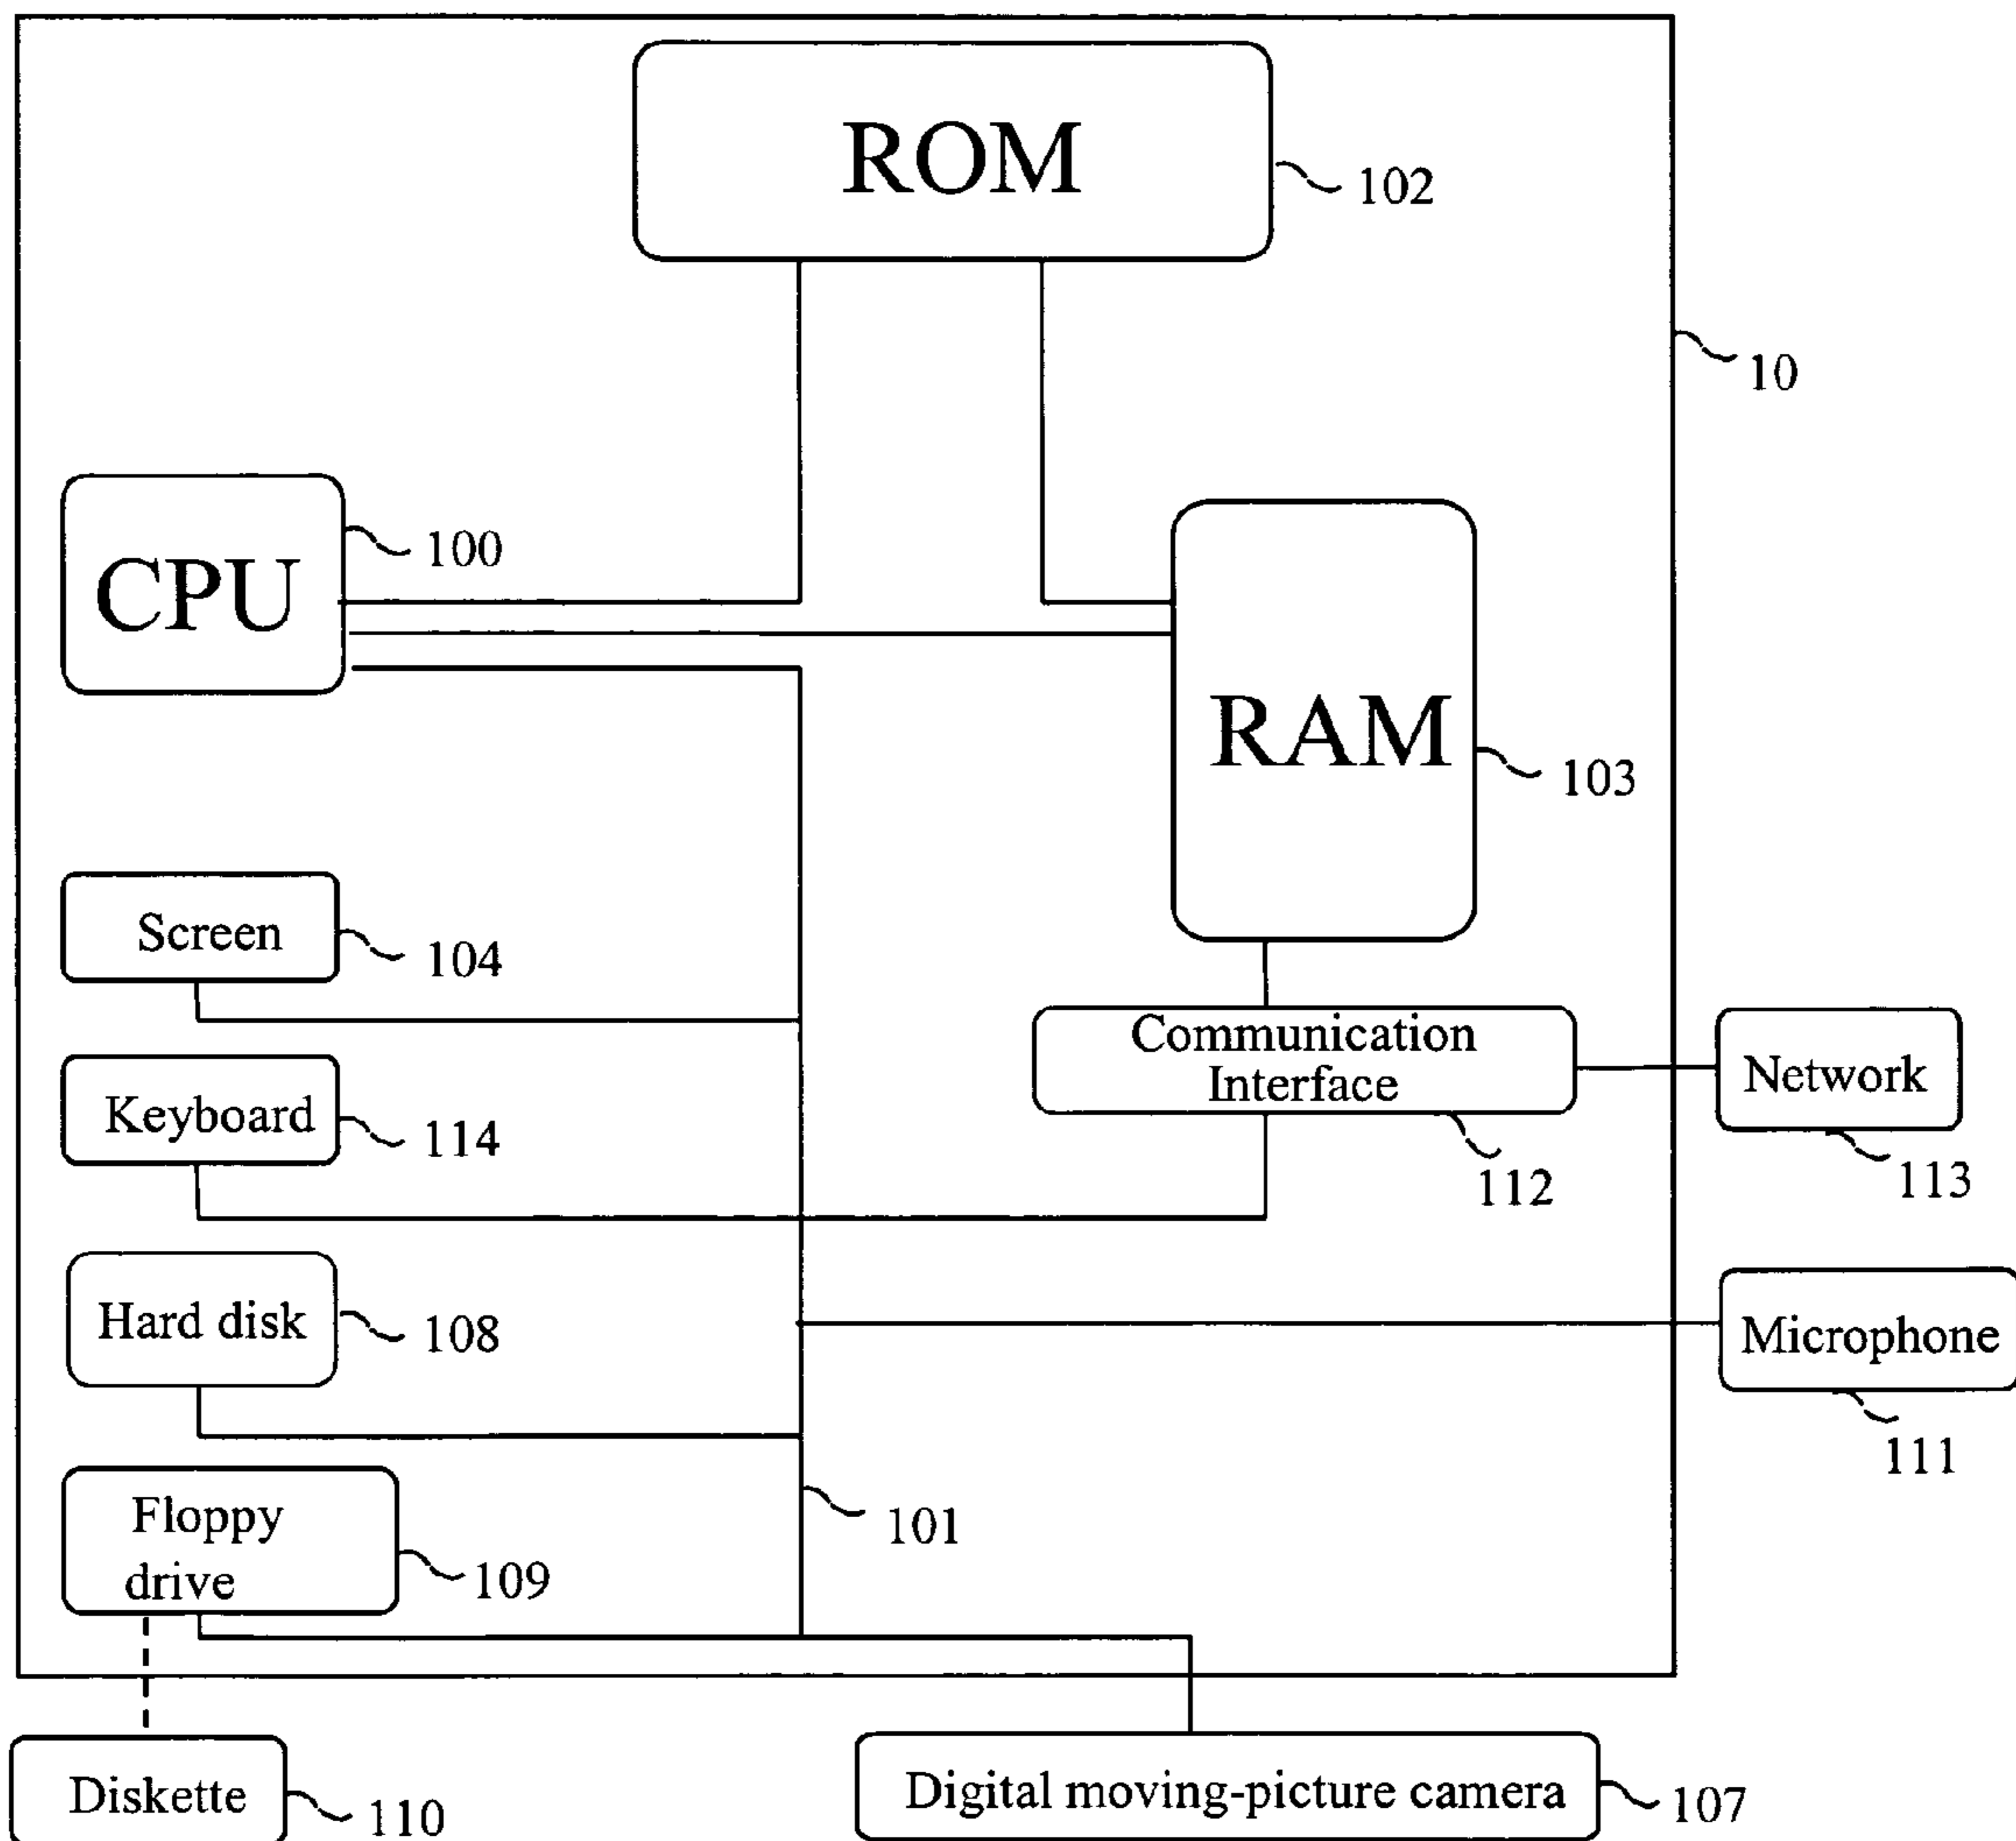 ROM
102
10
CPU
100
RAM
103
Screen
104
Communication
Interface
112
Network
113
Keyboard
114
Hard disk
108
Microphone
111
Floppy
drive
109
101
Diskette
110
Digital moving-picture camera
107